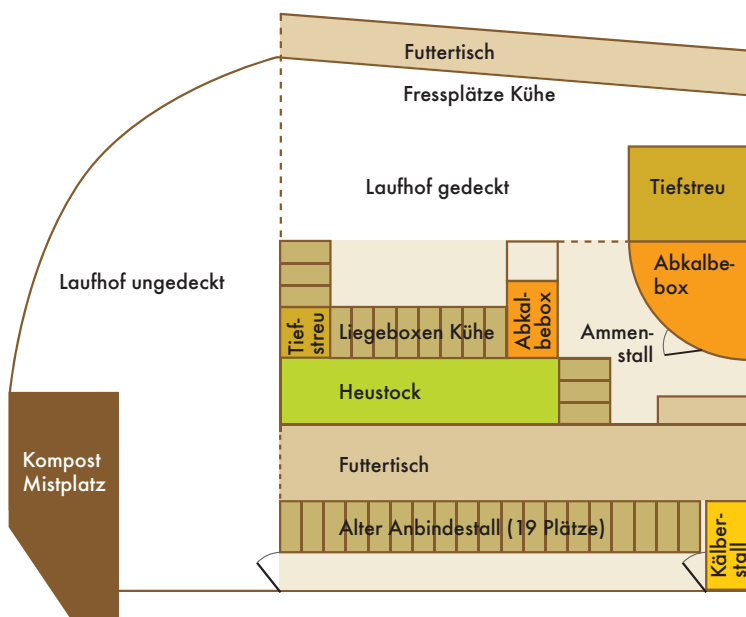 Futtertisch
Fressplätze Kühe
Laufhof gedeckt
Tiefstreu
Laufhof ungedeckt
Abkalbe-
box
Tief-
streu
Liegeboxen Kühe
Abkal-
bebox
Ammen-
stall
Heustock
Kompost
Mistplatz
Futtertisch
Alter Anbindestall (19 Plätze)
Kälber-
stall